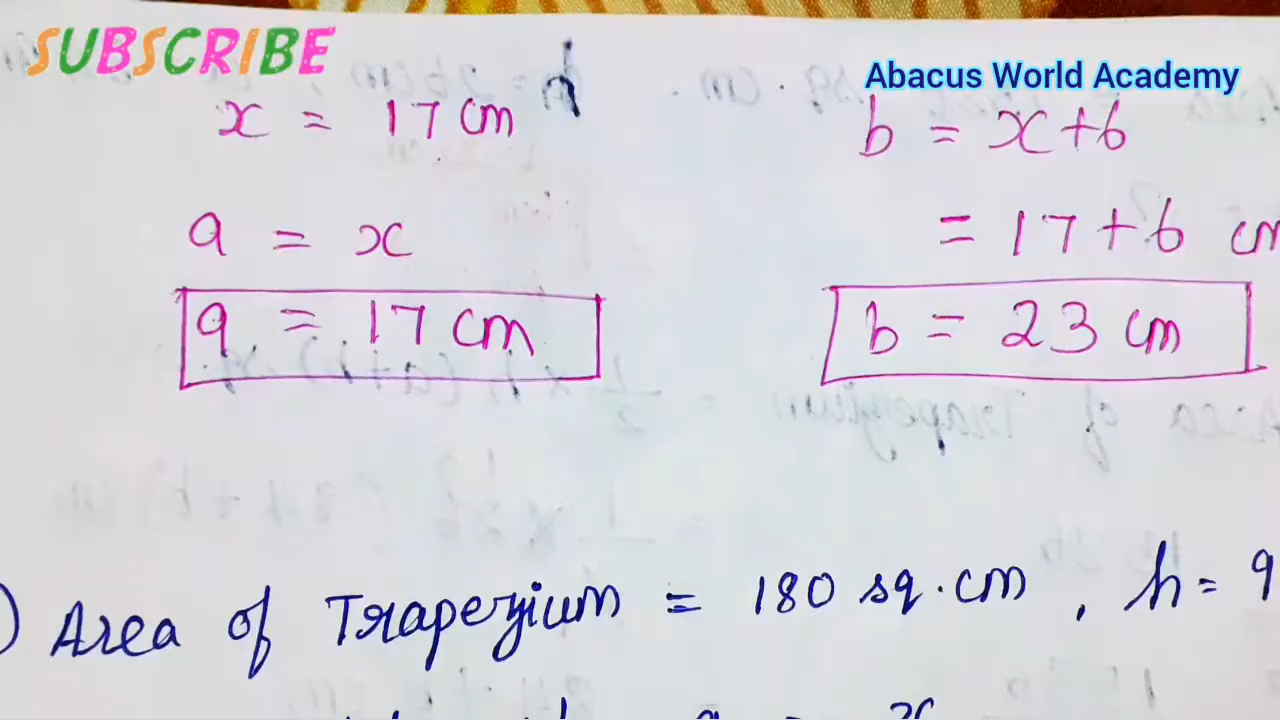 SUBSCRIBE
Abacus World Academy
x = 17 cm
b = x+6
a = x
= 17+6 cm
a = 17 cm
b = 23 cm
) Area of Trapezium = 180 sq.cm, h = 9